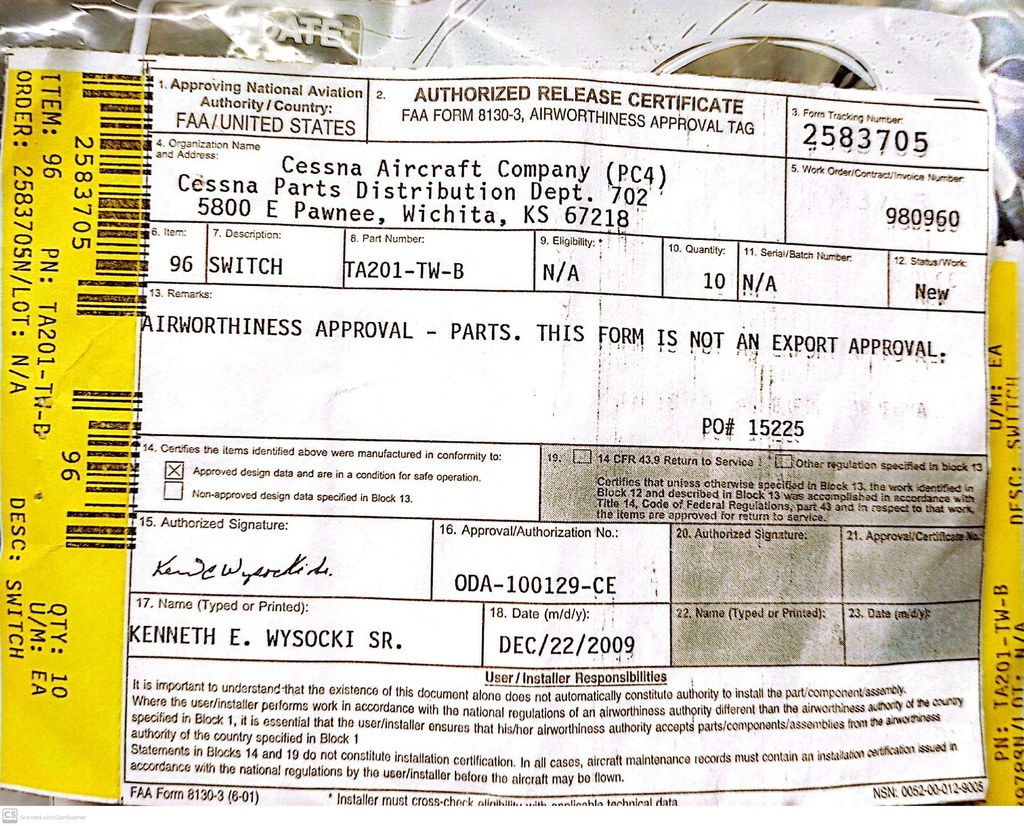 DATE
1. Approving National Aviation
Authority/Country:
FAA/UNITED STATES
2. AUTHORIZED RELEASE CERTIFICATE
FAA FORM 8130-3, AIRWORTHINESS APPROVAL TAG
3. Form Tracking Number:
2583705
4. Organization Name
and Address:
Cessna Aircraft Company (PC4)
Cessna Parts Distribution Dept. 702
5800 E Pawnee, Wichita, KS 67218
5. Work Order/Contract/Invoice Number:
980960
6. Item:
96
7. Description:
SWITCH
8. Part Number:
TA201-TW-B
9. Eligibility: *
N/A
10. Quantity:
10
11. Serial/Batch Number:
N/A
12. Status/Work:
New
13. Remarks:
AIRWORTHINESS APPROVAL - PARTS. THIS FORM IS NOT AN EXPORT APPROVAL.
PO# 15225
14. Certifies the items identified above were manufactured in conformity to:
Approved design data and are in a condition for safe operation.
Non-approved design data specified in Block 13.
19. 14 CFR 43.9 Return to Service Other regulation specified in block 13
Certifies that unless otherwise specified in Block 13, the work identified in
Block 12 and described in Block 13 was accomplished in accordance with
Title 14, Code of Federal Regulations, part 43 and in respect to that work,
the items are approved for return to service.
15. Authorized Signature:
16. Approval/Authorization No.:
ODA-100129-CE
20. Authorized Signature:
21. Approval/Certificate No.:
17. Name (Typed or Printed):
KENNETH E. WYSOCKI SR.
18. Date (m/d/y):
DEC/22/2009
22. Name (Typed or Printed):
23. Date (m/d/y):
User/Installer Responsibilities
It is important to understand that the existence of this document alone does not automatically constitute authority to install the part/component/assembly.
Where the user/installer performs work in accordance with the national regulations of an airworthiness authority different than the airworthiness authority of the country
specified in Block 1, it is essential that the user/installer ensures that his/her airworthiness authority accepts parts/components/assemblies from the airworthiness
authority of the country specified in Block 1
Statements in Blocks 14 and 19 do not constitute installation certification. In all cases, aircraft maintenance records must contain an installation certification issued in
accordance with the national regulations by the user/installer before the aircraft may be flown.
FAA Form 8130-3 (6-01)
* Installer must cross-check eligibility with applicable technical data.
NSN: 0052-00-012-9005
2583705
96
ITEM: 96 PN: TA201-TW-B QTY: 10
ORDER: 2583705N/LOT: N/A U/M: EA
DESC: SWITCH
U/M: EA
DESC: SWITCH
PN: TA201-TW-B
N/A
CS Scanned with CamScanner